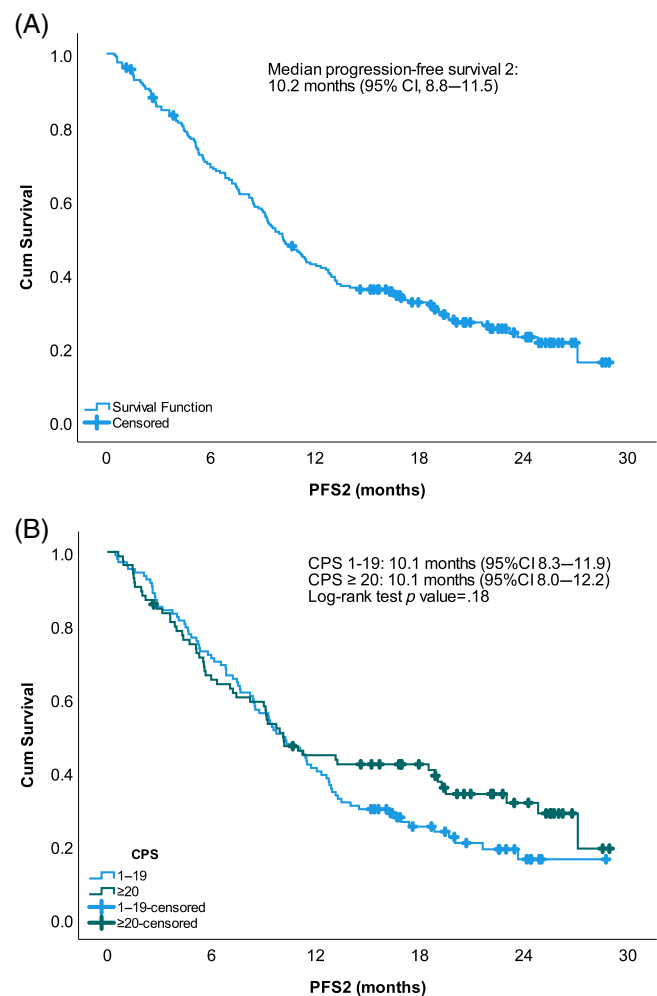 (A)
1.0
0.8
0.6
0.4
0.2
0.0
Cum Survival
Median progression-free survival 2:
10.2 months (95% CI, 8.8—11.5)
Survival Function
Censored
0 6 12 18 24 30
PFS2 (months)
(B)
1.0
0.8
0.6
0.4
0.2
0.0
Cum Survival
CPS 1-19: 10.1 months (95%CI 8.3—11.9)
CPS ≥ 20: 10.1 months (95%CI 8.0—12.2)
Log-rank test p value=.18
CPS
1–19
≥20
1–19-censored
≥20-censored
0 6 12 18 24 30
PFS2 (months)